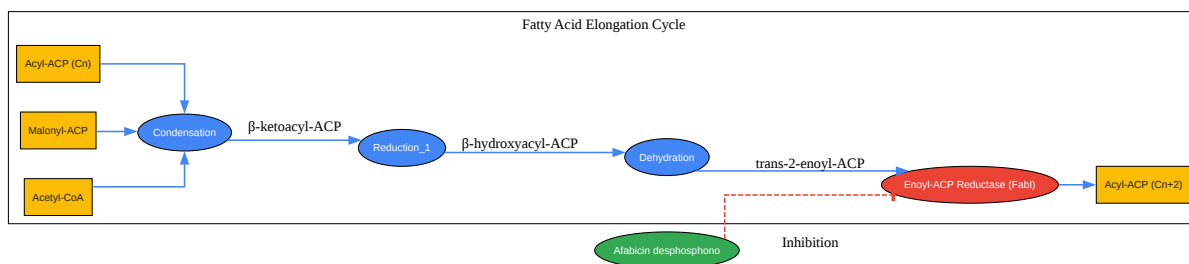 Fatty Acid Elongation Cycle
Acyl-ACP (Cn)
Malonyl-ACP
Acetyl-CoA
Condensation
β-ketoacyl-ACP
Reduction_1
β-hydroxyacyl-ACP
Dehydration
trans-2-enoyl-ACP
Enoyl-ACP Reductase (FabI)
Acyl-ACP (Cn+2)
Afabicin desphosphono
Inhibition